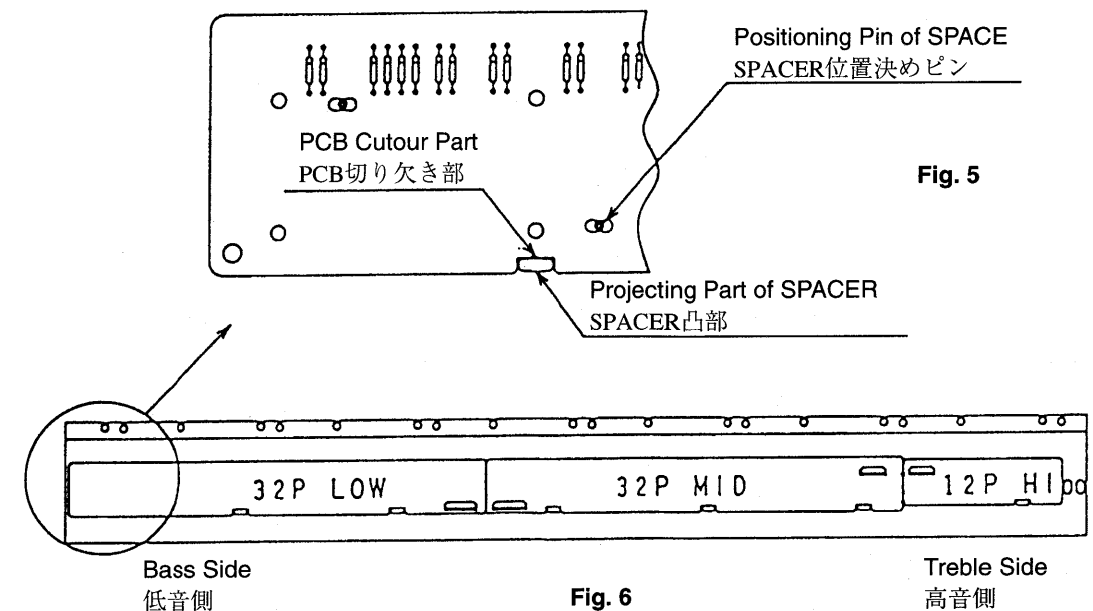 Positioning Pin of SPACE
SPACER位置決めピン
PCB Cutour Part
PCB切り欠き部
Fig. 5
Projecting Part of SPACER
SPACER凸部
32P LOW
32P MID
12P HI
Bass Side
低音側
Treble Side
高音側
Fig. 6